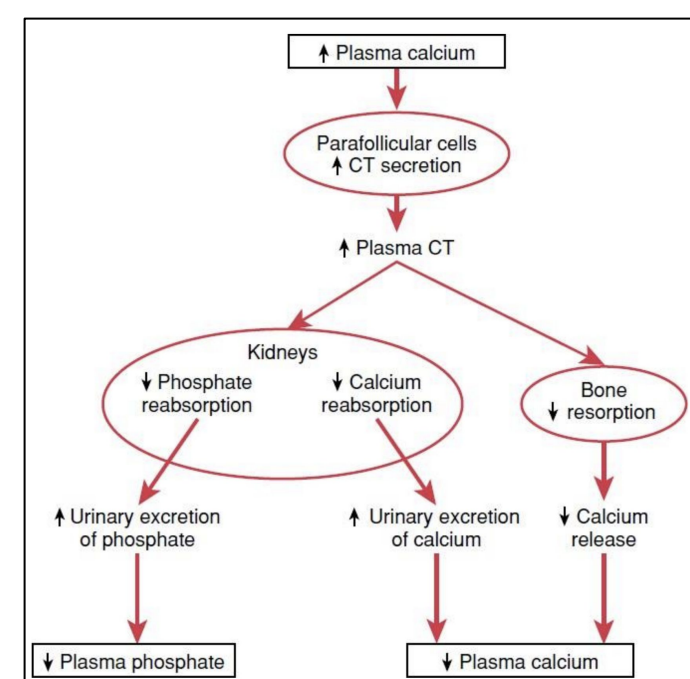 ↑ Plasma calcium
Parafollicular cells
↑ CT secretion
↑ Plasma CT
Kidneys
↓ Phosphate
reabsorption
↓ Calcium
reabsorption
Bone
↓ resorption
↑ Urinary excretion
of phosphate
↑ Urinary excretion
of calcium
↓ Calcium
release
↓ Plasma phosphate
↓ Plasma calcium